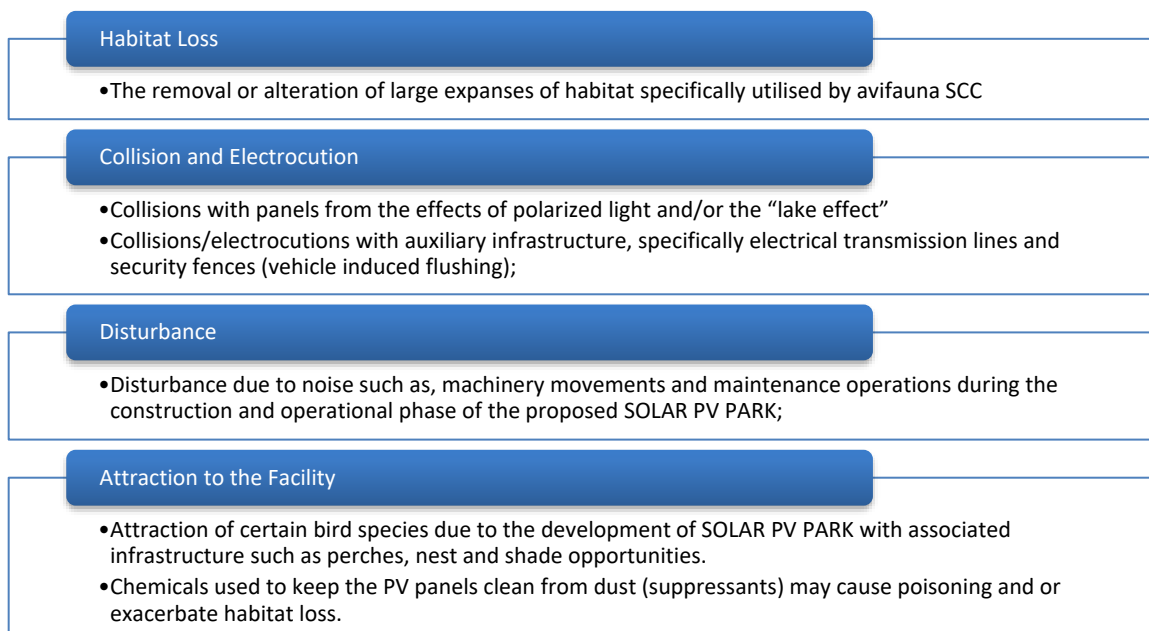 Habitat Loss
•The removal or alteration of large expanses of habitat specifically utilised by avifauna SCC
Collision and Electrocution
•Collisions with panels from the effects of polarized light and/or the “lake effect”
•Collisions/electrocutions with auxiliary infrastructure, specifically electrical transmission lines and
security fences (vehicle induced flushing);
Disturbance
•Disturbance due to noise such as, machinery movements and maintenance operations during the
construction and operational phase of the proposed SOLAR PV PARK;
Attraction to the Facility
•Attraction of certain bird species due to the development of SOLAR PV PARK with associated
infrastructure such as perches, nest and shade opportunities.
•Chemicals used to keep the PV panels clean from dust (suppressants) may cause poisoning and or
exacerbate habitat loss.